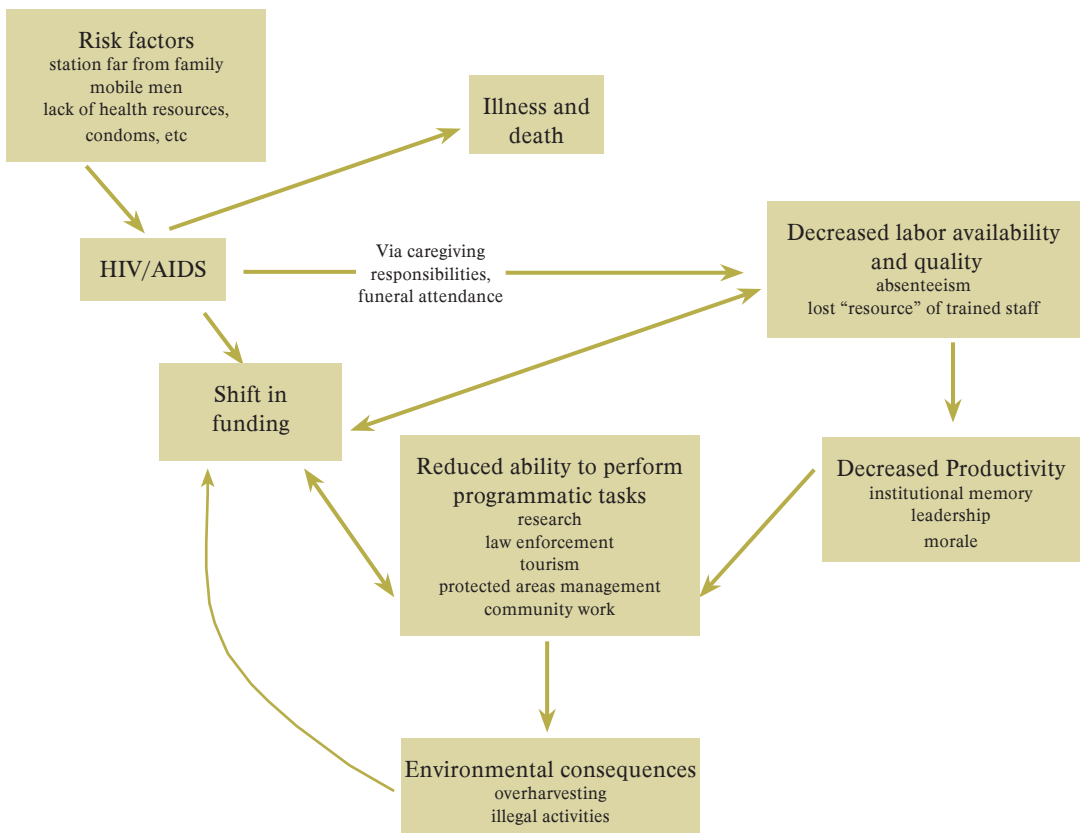 Risk factors
station far from family
mobile men
lack of health resources,
condoms, etc
Illness and
death
HIV/AIDS
Via caregiving
responsibilities,
funeral attendance
Decreased labor availability
and quality
absenteeism
lost “resource” of trained staff
Shift in
funding
Reduced ability to perform
programmatic tasks
research
law enforcement
tourism
protected areas management
community work
Decreased Productivity
institutional memory
leadership
morale
Environmental consequences
overharvesting
illegal activities